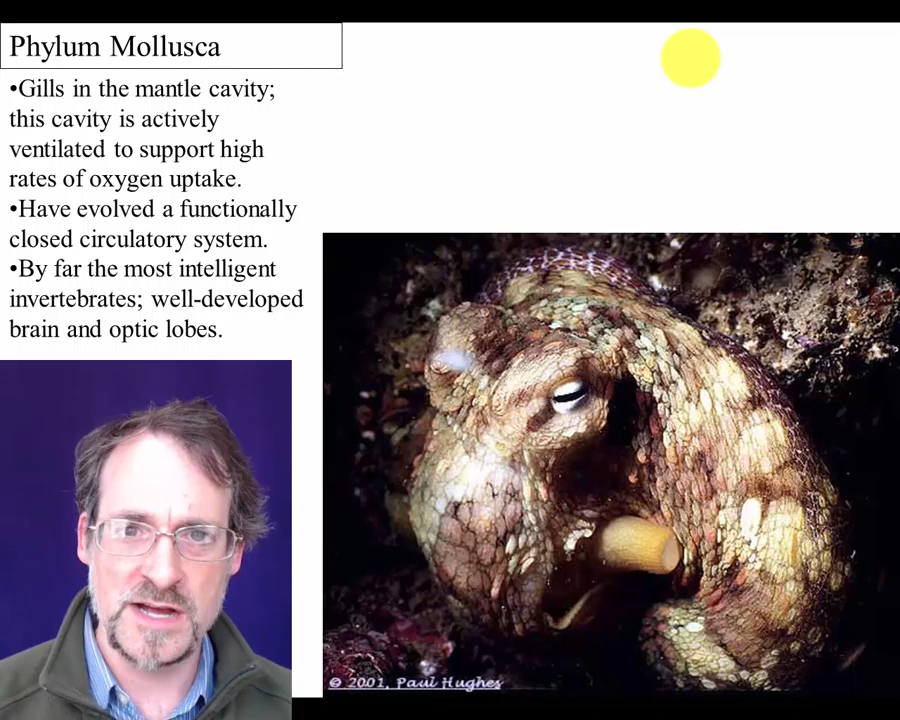 Phylum Mollusca
•Gills in the mantle cavity;
this cavity is actively
ventilated to support high
rates of oxygen uptake.
•Have evolved a functionally
closed circulatory system.
•By far the most intelligent
invertebrates; well-developed
brain and optic lobes.
© 2001, Paul Hughes